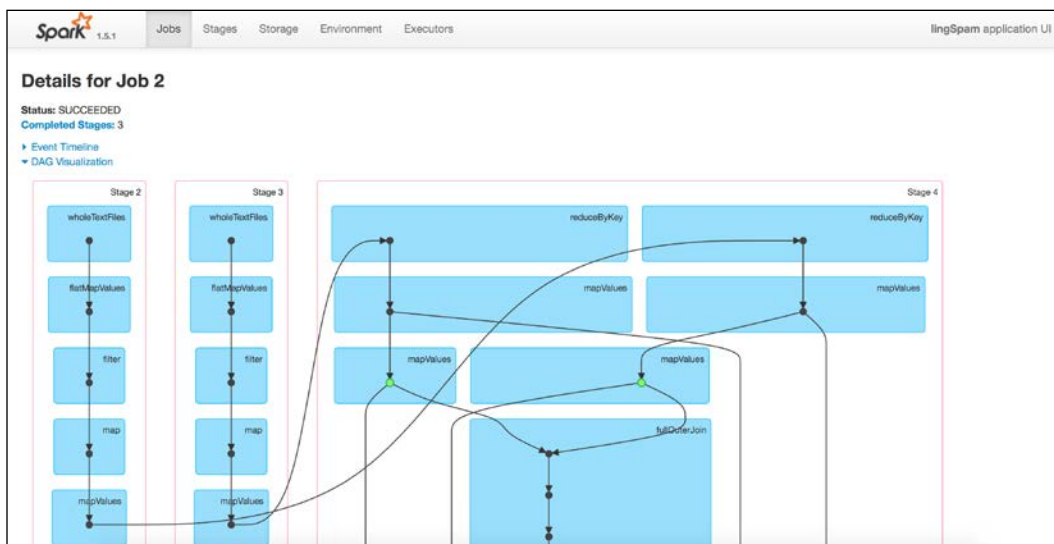 Spark 1.5.1 Jobs Stages Storage Environment Executors lingSpam application UI
Details for Job 2
Status: SUCCEEDED
Completed Stages: 3
Event Timeline
DAG Visualization
Stage 2 Stage 3 Stage 4
wholeTextFiles wholeTextFiles reduceByKey reduceByKey
flatMapValues flatMapValues mapValues mapValues
filter filter mapValues mapValues
map map fullOuterJoin
mapValues mapValues